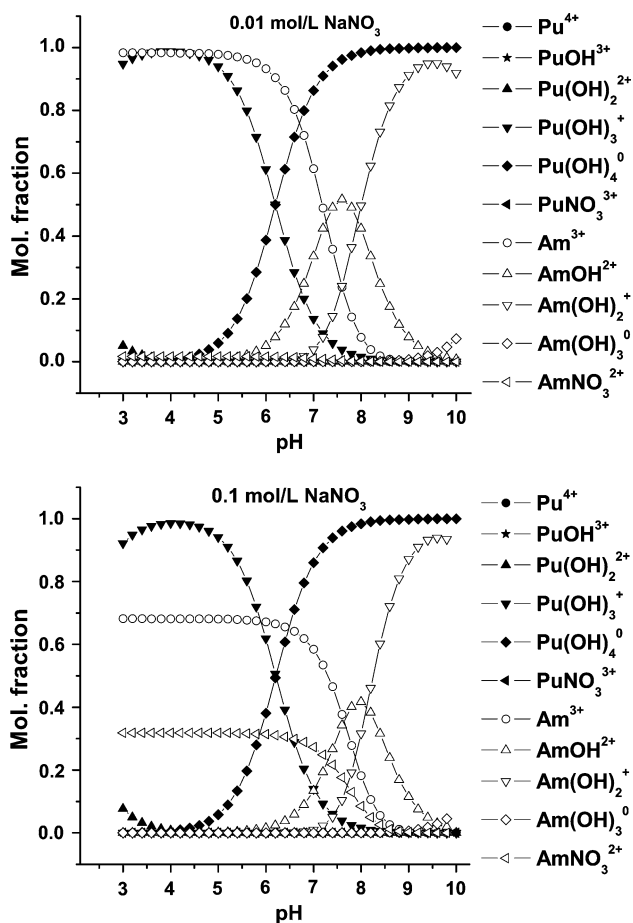 0.01 mol/L NaNO₃
Mol. fraction
1.0
0.8
0.6
0.4
0.2
0.0
3 4 5 6 7 8 9 10
pH
Pu⁴⁺
PuOH³⁺
Pu(OH)₂²⁺
Pu(OH)₃⁺
Pu(OH)₄⁰
PuNO₃³⁺
Am³⁺
AmOH²⁺
Am(OH)₂⁺
Am(OH)₃⁰
AmNO₃²⁺
0.1 mol/L NaNO₃
Mol. fraction
1.0
0.8
0.6
0.4
0.2
0.0
3 4 5 6 7 8 9 10
pH
Pu⁴⁺
PuOH³⁺
Pu(OH)₂²⁺
Pu(OH)₃⁺
Pu(OH)₄⁰
PuNO₃³⁺
Am³⁺
AmOH²⁺
Am(OH)₂⁺
Am(OH)₃⁰
AmNO₃²⁺